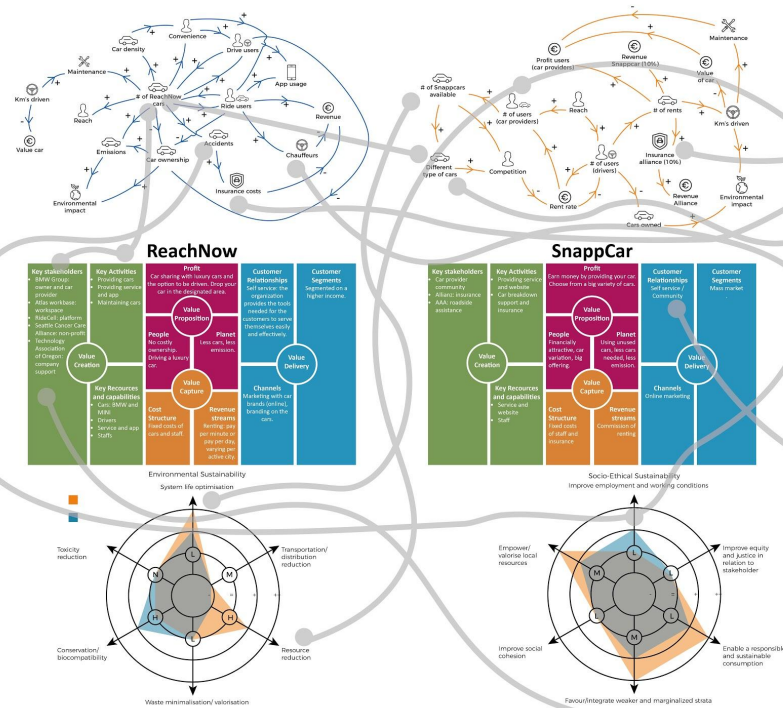 Convenience
Car density
Drive users
Maintenance
App usage
# of ReachNow
cars
Ride users
Km's driven
Reach
Revenue
Value car
Emissions
Car ownership
Accidents
Chauffeurs
Insurance costs
Environmental
impact
Maintenance
Profit users
(car providers)
Revenue
Snappcar (10%)
Value
of car
# of Snappcars
available
# of users
(car providers)
Reach
# of rents
Km's driven
Different
type of cars
Competition
# of users
(drivers)
Insurance
alliance (10%)
Rent rate
Revenue
Alliance
Environmental
impact
Cars owned
ReachNow
Key stakeholders
• BMW Group:
owner and car
provider
• Atlas workbase:
workspace
• RideCell: platform
• Seattle Cancer Care
Alliance: non-profit
• Technology
Association
of Oregon:
company
support
Key Activities
• Providing cars
• Providing service
and app
• Maintaining cars
Profit
Car sharing with luxury cars and
the option to be driven. Drop your
car in the designated area.
Customer
Relationships
Self service: the
organization
provides the tools
needed for the
customers to serve
themselves easily
and effectively.
Customer
Segments
Segmented on a
higher income.
Value
Proposition
People
No costly
ownership.
Driving a luxury
car.
Planet
Less cars, less
emission.
Value
Creation
Value
Delivery
Value
Capture
Key Recources
and capabilities
• Cars: BMW and
MINI
• Drivers
• Service and app
• Staffs
Cost
Structure
Fixed costs of
cars and staff.
Revenue
streams
Renting: pay
per minute or
pay per day,
varying per
active city.
Channels
Marketing with car
brands (online),
branding on the
cars.
SnappCar
Key stakeholders
• Car provider
community
• Allianz: insurance
• AAA: roadside
assistance
Key Activities
• Providing service
and website
• Car breakdown
support and
insurance
Profit
Earn money by providing your car.
Choose from a big variety of cars.
Customer
Relationships
Self service /
Community
Customer
Segments
Mass market
Value
Proposition
People
Financially
attractive, car
variation, big
offering.
Planet
Using unused
cars, less cars
needed, less
emission.
Value
Creation
Value
Delivery
Value
Capture
Key Recources
and capabilities
• Service and
website
• Staff
Cost
Structure
Fixed costs
of staff and
insurance
Revenue
streams
Commission of
renting
Channels
Online marketing
Environmental Sustainability
System life optimisation
Toxicity
reduction
Transportation/
distribution
reduction
L
N
M
H
H
L
Conservation/
biocompatibility
Resource
reduction
Waste minimalisation/ valorisation
Socio-Ethical Sustainability
Improve employment and working conditions
Empower/
valorise local
resources
Improve equity
and justice in
relation to
stakeholder
L
M
L
L
L
M
Improve social
cohesion
Enable a responsible
and sustainable
consumption
Favour/integrate weaker and marginalized strata